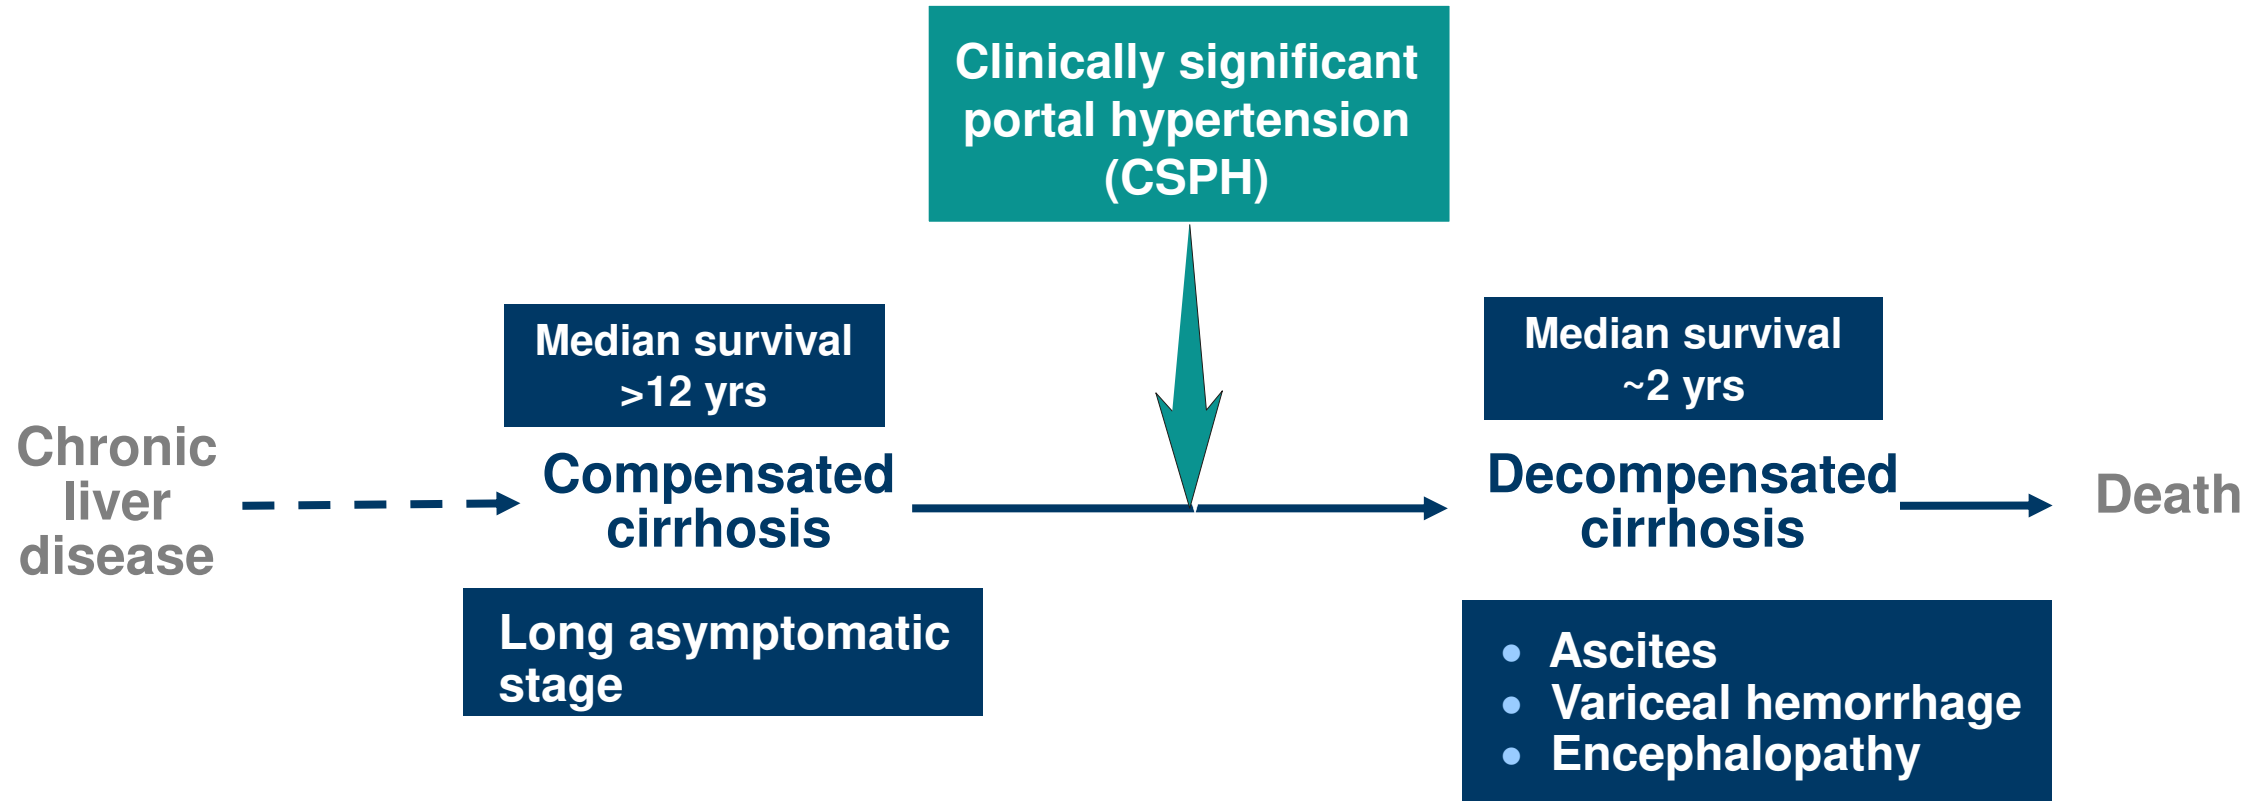 Clinically significant
portal hypertension
(CSPH)
Median survival
>12 yrs
Median survival
~2 yrs
Chronic
liver
disease
Compensated
cirrhosis
Decompensated
cirrhosis
Death
Long asymptomatic
stage
• Ascites
• Variceal hemorrhage
• Encephalopathy